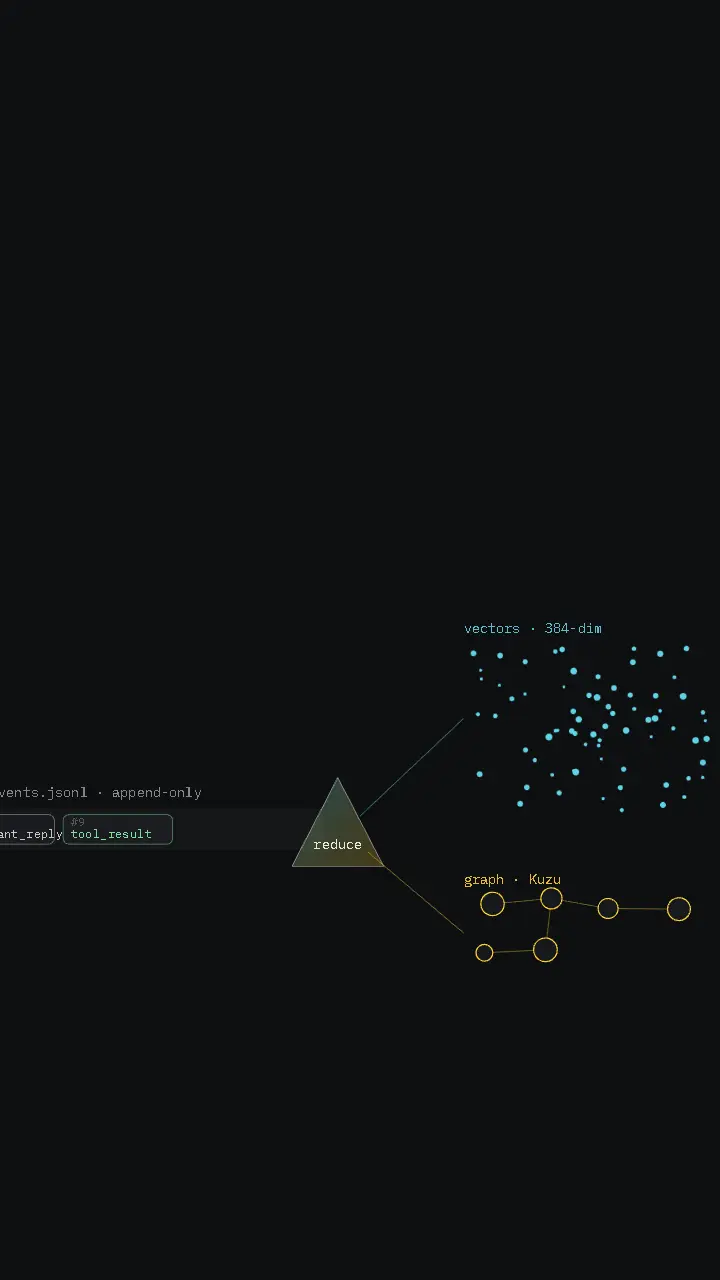 vectors · 384-dim
vents.jsonl · append-only
ant_reply
#9
tool_result
reduce
graph · Kuzu